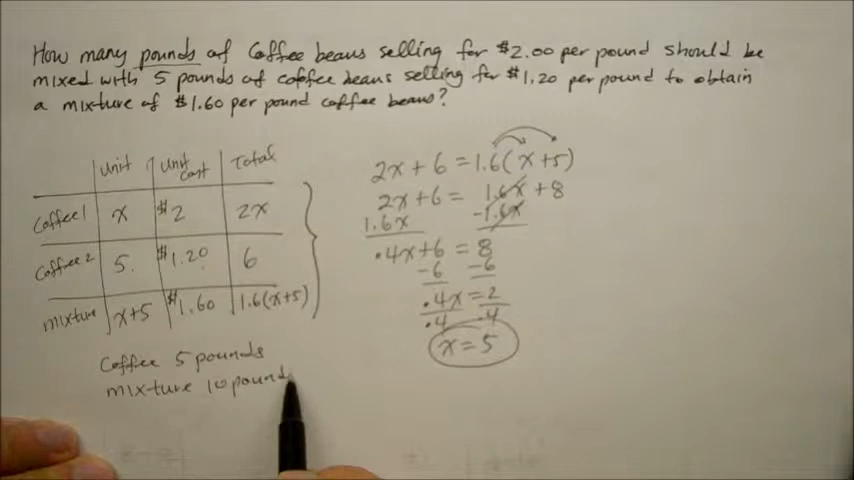 How many pounds of Coffee beans selling for $2.00 per pound should be
mixed with 5 pounds of coffee beans selling for $1.20 per pound to obtain
a mixture of $1.60 per pound coffee beans?
Unit Unit cost Total
Coffee 1 x $2 2x
Coffee 2 5 $1.20 6
mixture x+5 $1.60 1.6(x+5)
Coffee 5 pounds
mixture 10 pounds
2x+6=1.6(x+5)
2x+6= 1.6x+8
1.6x -1.6x
.4x+6 = 8
-6 -6
.4x=2
.4 .4
x=5